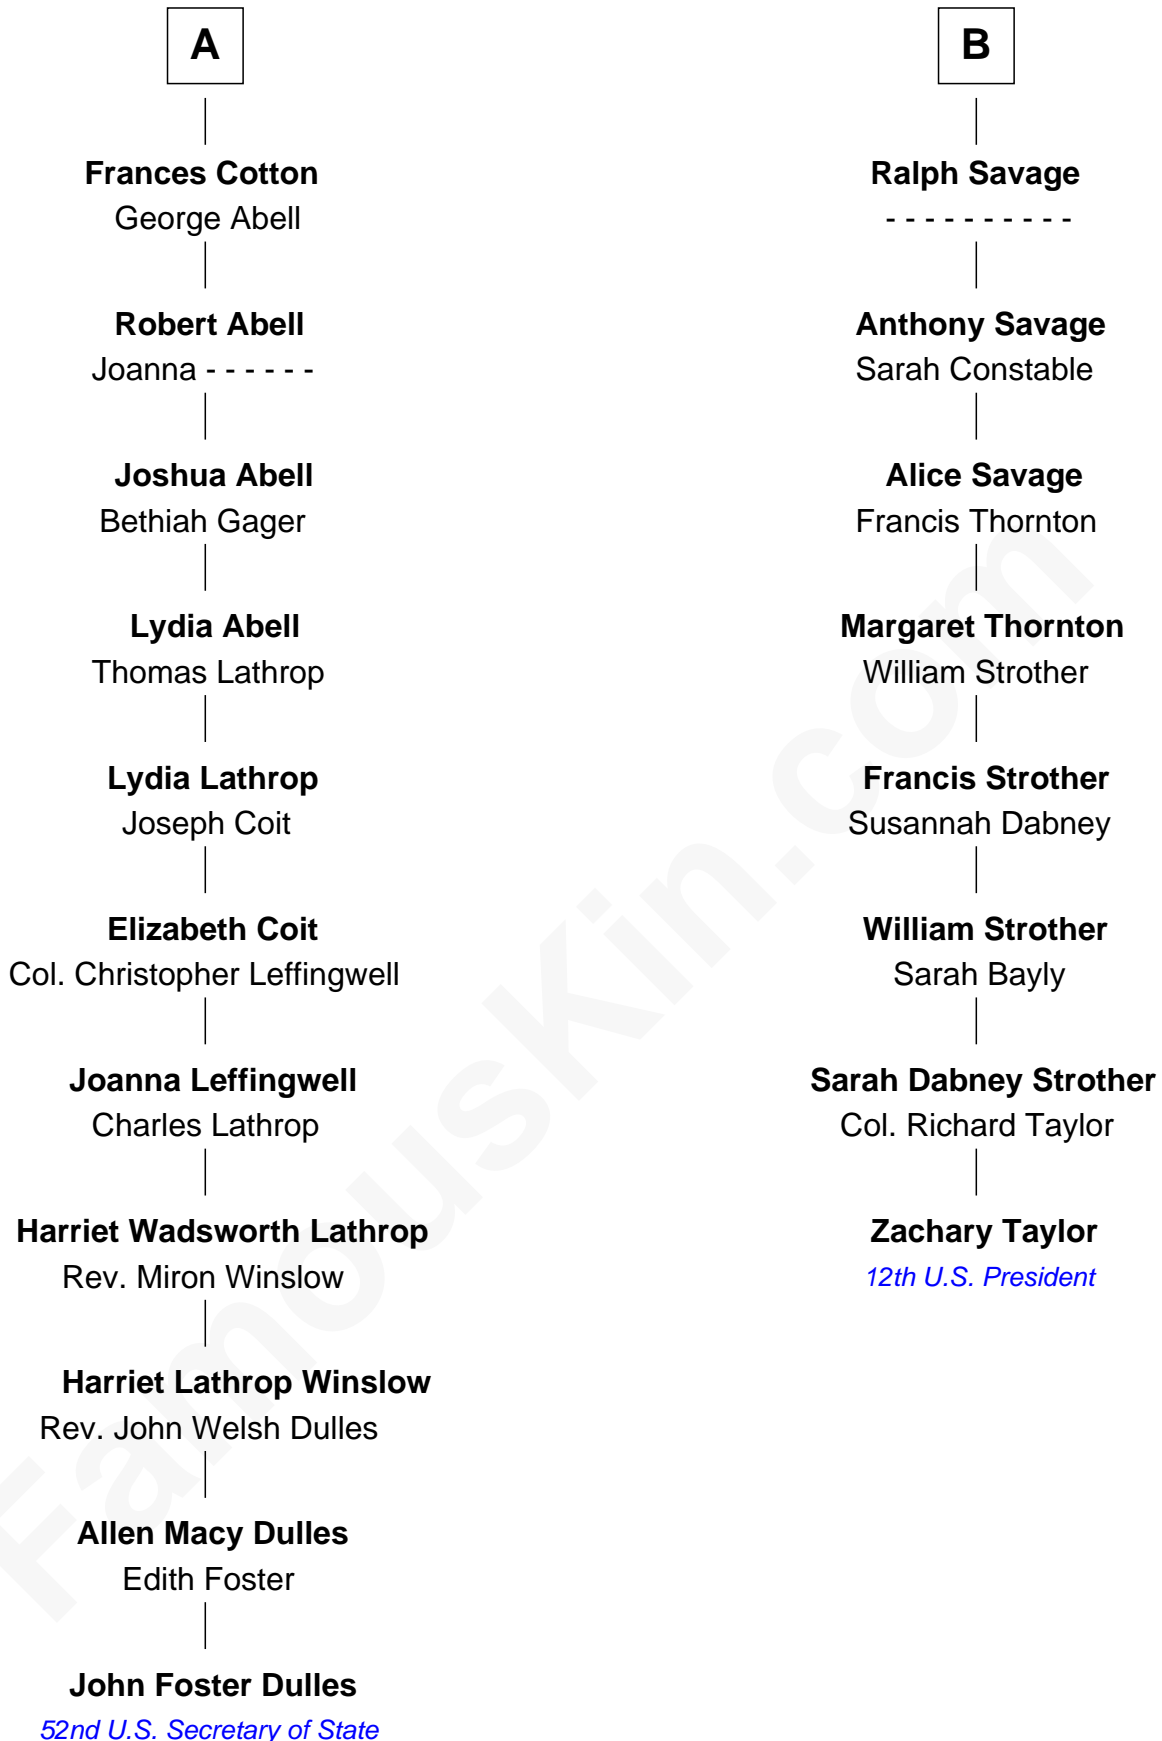 A
Frances Cotton
George Abell
Robert Abell
Joanna - - - - - -
Joshua Abell
Bethiah Gager
Lydia Abell
Thomas Lathrop
Lydia Lathrop
Joseph Coit
Elizabeth Coit
Col. Christopher Leffingwell
Joanna Leffingwell
Charles Lathrop
Harriet Wadsworth Lathrop
Rev. Miron Winslow
Harriet Lathrop Winslow
Rev. John Welsh Dulles
Allen Macy Dulles
Edith Foster
John Foster Dulles
52nd U.S. Secretary of State
B
Ralph Savage
- - - - - - - - - -
Anthony Savage
Sarah Constable
Alice Savage
Francis Thornton
Margaret Thornton
William Strother
Francis Strother
Susannah Dabney
William Strother
Sarah Bayly
Sarah Dabney Strother
Col. Richard Taylor
Zachary Taylor
12th U.S. President
FamousKin.com